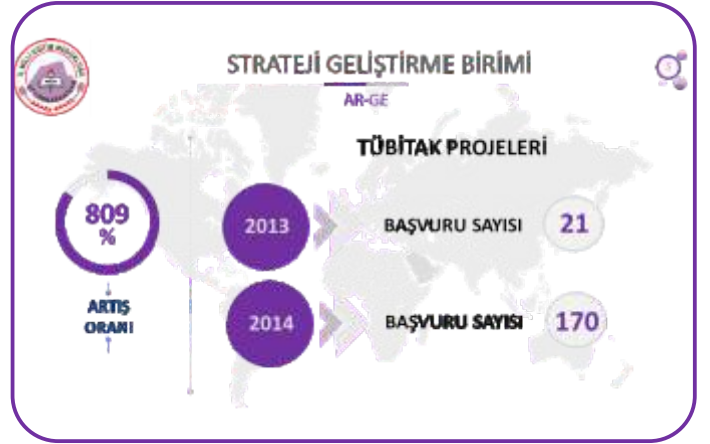 STRATEJİ GELİŞTİRME BİRİMİ
AR-GE
TÜBİTAK PROJELERİ
809
%
ARTIŞ
ORANI
2013
BAŞVURU SAYISI
21
2014
BAŞVURU SAYISI
170